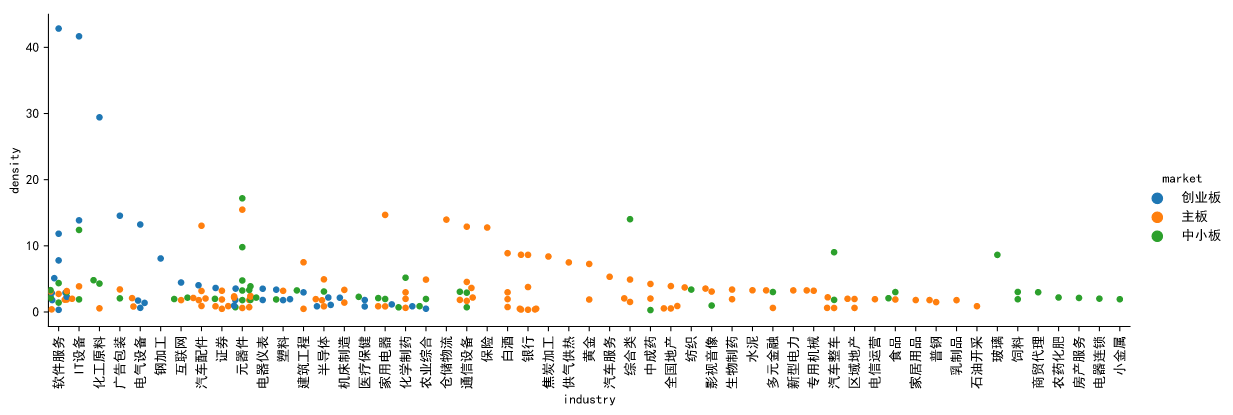 density
40
30
20
10
0
软件服务
IT设备
化工原料
广告包装
电气设备
钢加工
互联网
汽车配件
证券
元器件
电器仪表
塑料
建筑工程
半导体
机床制造
医疗保健
家用电器
化学制药
农业综合
仓储物流
通信设备
保险
白酒
银行
焦炭加工
供气供热
黄金
汽车服务
综合类
中成药
全国地产
纺织
影视音像
生物制药
水泥
多元金融
新型电力
专用机械
汽车整车
区域地产
电信运营
食品
家居用品
普钢
乳制品
石油开采
玻璃
饲料
商贸代理
农药化肥
房产服务
电器连锁
小金属
industry
market
创业板
主板
中小板